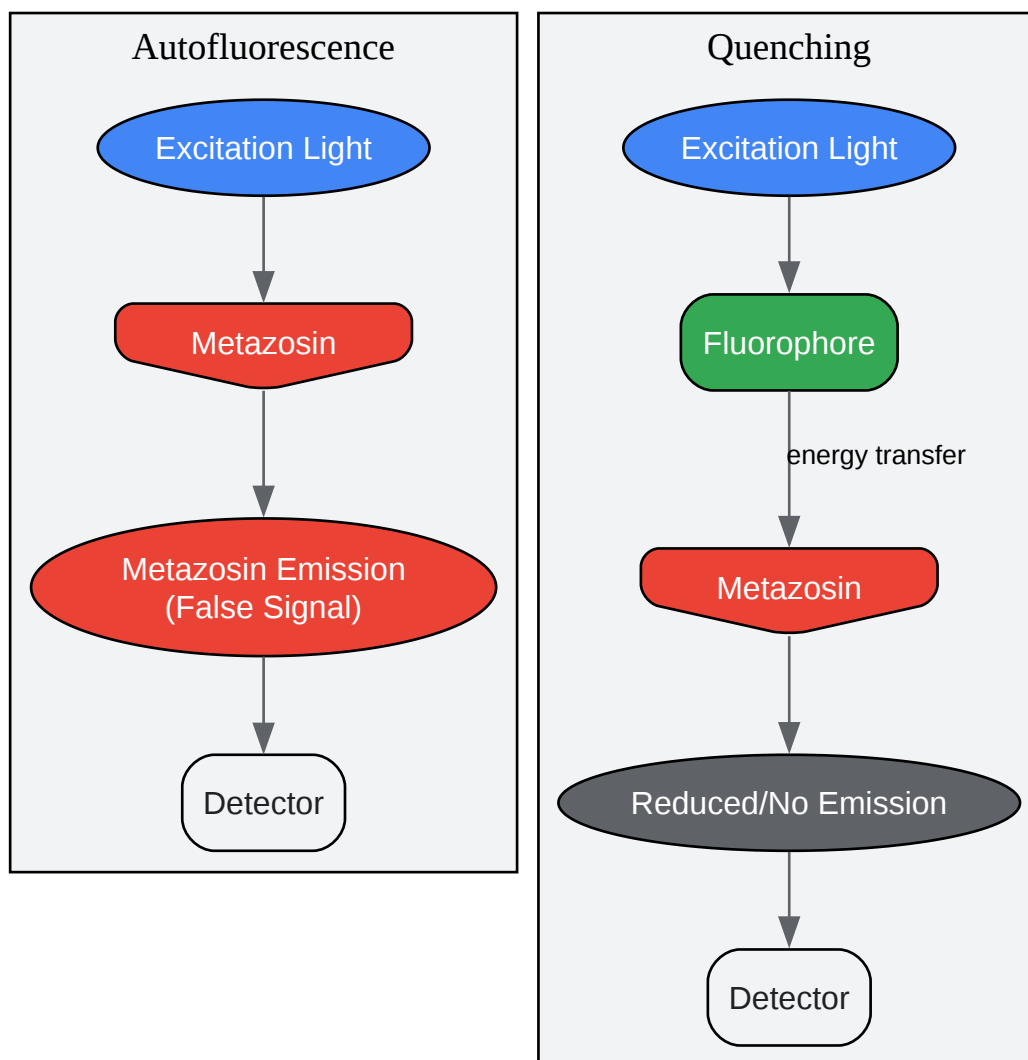 Autofluorescence
Excitation Light
Metazosin
Metazosin Emission
(False Signal)
Detector
Quenching
Excitation Light
Fluorophore
energy transfer
Metazosin
Reduced/No Emission
Detector